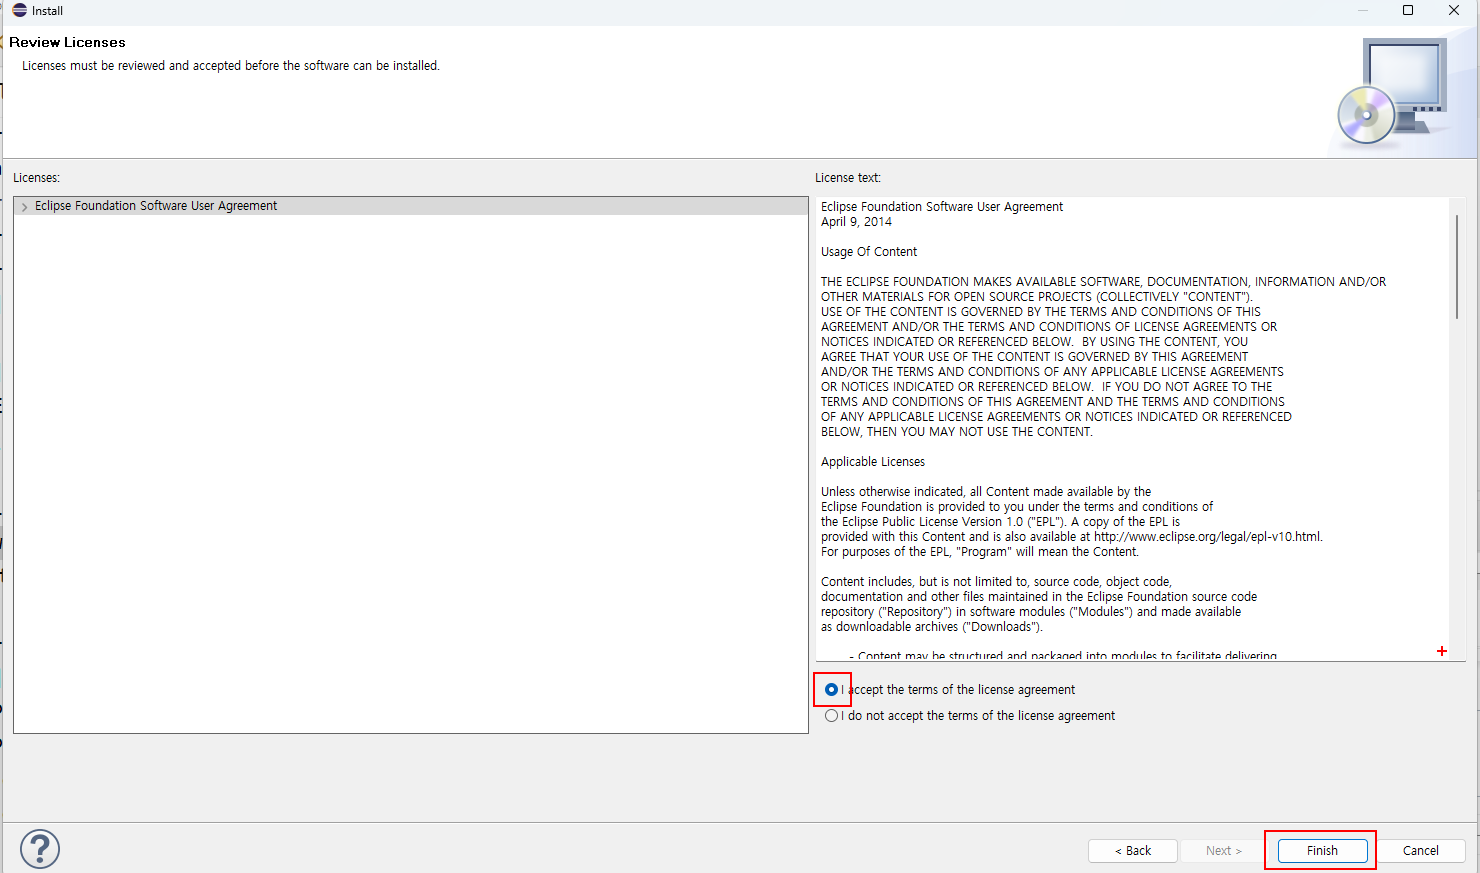 Install
Review Licenses
Licenses must be reviewed and accepted before the software can be installed.
Licenses:
Eclipse Foundation Software User Agreement
License text:
Eclipse Foundation Software User Agreement
April 9, 2014
Usage Of Content
THE ECLIPSE FOUNDATION MAKES AVAILABLE SOFTWARE, DOCUMENTATION, INFORMATION AND/OR
OTHER MATERIALS FOR OPEN SOURCE PROJECTS (COLLECTIVELY "CONTENT").
USE OF THE CONTENT IS GOVERNED BY THE TERMS AND CONDITIONS OF THIS
AGREEMENT AND/OR THE TERMS AND CONDITIONS OF LICENSE AGREEMENTS OR
NOTICES INDICATED OR REFERENCED BELOW.  BY USING THE CONTENT, YOU
AGREE THAT YOUR USE OF THE CONTENT IS GOVERNED BY THIS AGREEMENT
AND/OR THE TERMS AND CONDITIONS OF ANY APPLICABLE LICENSE AGREEMENTS
OR NOTICES INDICATED OR REFERENCED BELOW.  IF YOU DO NOT AGREE TO THE
TERMS AND CONDITIONS OF THIS AGREEMENT AND THE TERMS AND CONDITIONS
OF ANY APPLICABLE LICENSE AGREEMENTS OR NOTICES INDICATED OR REFERENCED
BELOW, THEN YOU MAY NOT USE THE CONTENT.
Applicable Licenses
Unless otherwise indicated, all Content made available by the
Eclipse Foundation is provided to you under the terms and conditions of
the Eclipse Public License Version 1.0 ("EPL"). A copy of the EPL is
provided with this Content and is also available at http://www.eclipse.org/legal/epl-v10.html.
For purposes of the EPL, "Program" will mean the Content.
Content includes, but is not limited to, source code, object code,
documentation and other files maintained in the Eclipse Foundation source code
repository ("Repository") in software modules ("Modules") and made available
as downloadable archives ("Downloads").
- Content may be structured and packaged into modules to facilitate delivering
I accept the terms of the license agreement
I do not accept the terms of the license agreement
?
< Back
Next >
Finish
Cancel